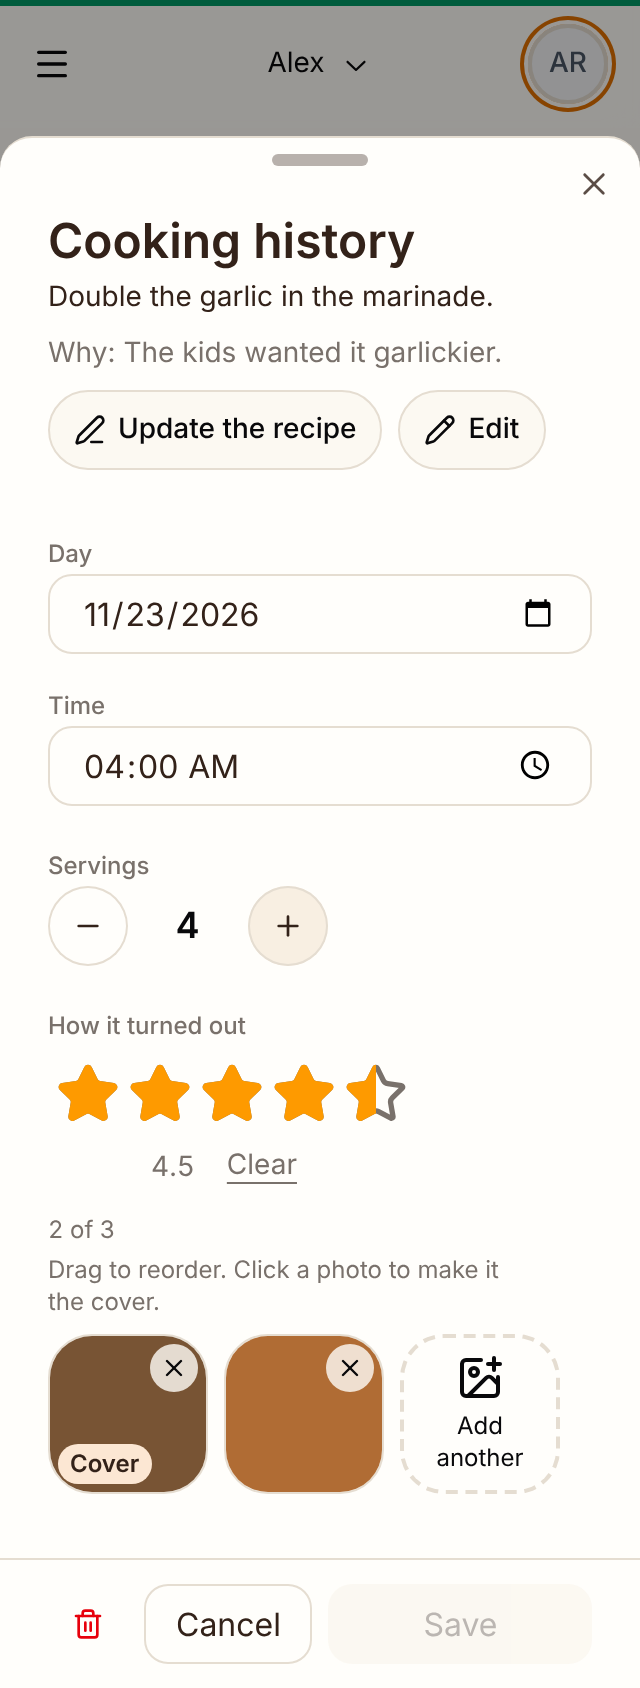 Alex
AR
Cooking history
Double the garlic in the marinade.
Why: The kids wanted it garlickier.
Update the recipe
Edit
Day
11/23/2026
Time
04:00 AM
Servings
4
How it turned out
4.5 Clear
2 of 3
Drag to reorder. Click a photo to make it
the cover.
Cover
Add
another
Cancel
Save